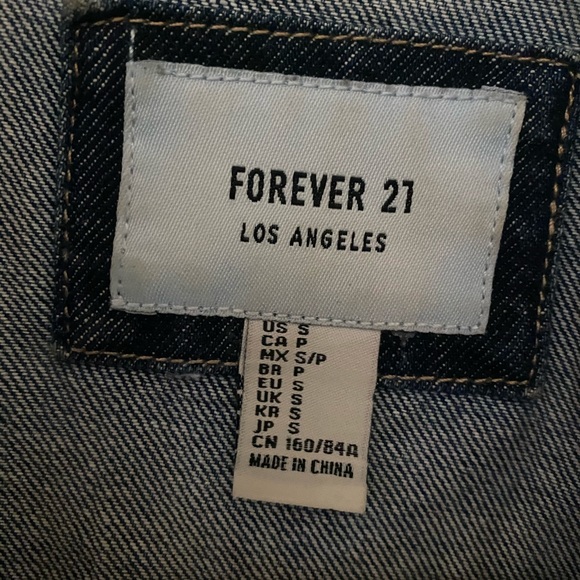 FOREVER 21
LOS ANGELES
US S
CA P
MX S/P
BR P
EU S
UK S
KR S
JP S
CN 160/84A
MADE IN CHINA